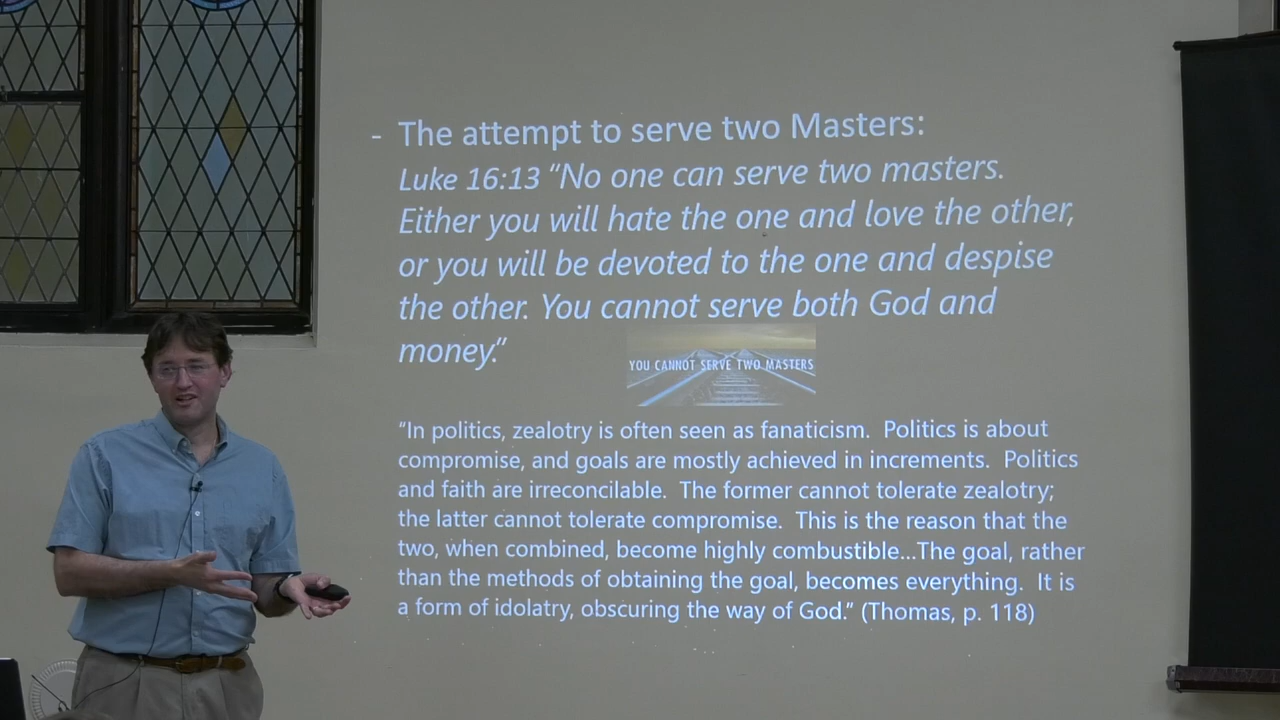 - The attempt to serve two Masters:
Luke 16:13 “No one can serve two masters.
Either you will hate the one and love the other,
or you will be devoted to the one and despise
the other. You cannot serve both God and
money.”
YOU CANNOT SERVE TWO MASTERS
“In politics, zealotry is often seen as fanaticism.  Politics is about
compromise, and goals are mostly achieved in increments.  Politics
and faith are irreconcilable.  The former cannot tolerate zealotry;
the latter cannot tolerate compromise.  This is the reason that the
two, when combined, become highly combustible...The goal, rather
than the methods of obtaining the goal, becomes everything.  It is
a form of idolatry, obscuring the way of God.” (Thomas, p. 118)